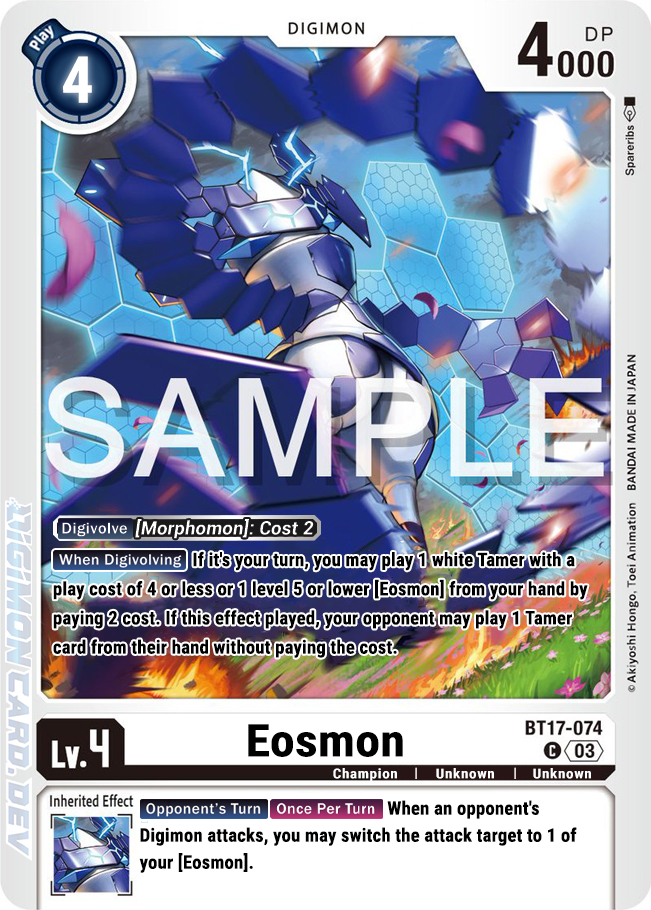 Play
4
DIGIMON
DP
4000
Spareribs
SAMPLE
Digivolve [Morphomon]: Cost 2
When Digivolving If it's your turn, you may play 1 white Tamer with a
play cost of 4 or less or 1 level 5 or lower [Eosmon] from your hand by
paying 2 cost. If this effect played, your opponent may play 1 Tamer
card from their hand without paying the cost.
© Akiyoshi Hongo, Toei Animation BANDAI MADE IN JAPAN
DIGIMONCARD.DEV
Lv.4
Eosmon
BT17-074
C 03
Champion | Unknown | Unknown
Inherited Effect
Opponent's Turn Once Per Turn When an opponent's
Digimon attacks, you may switch the attack target to 1 of
your [Eosmon].